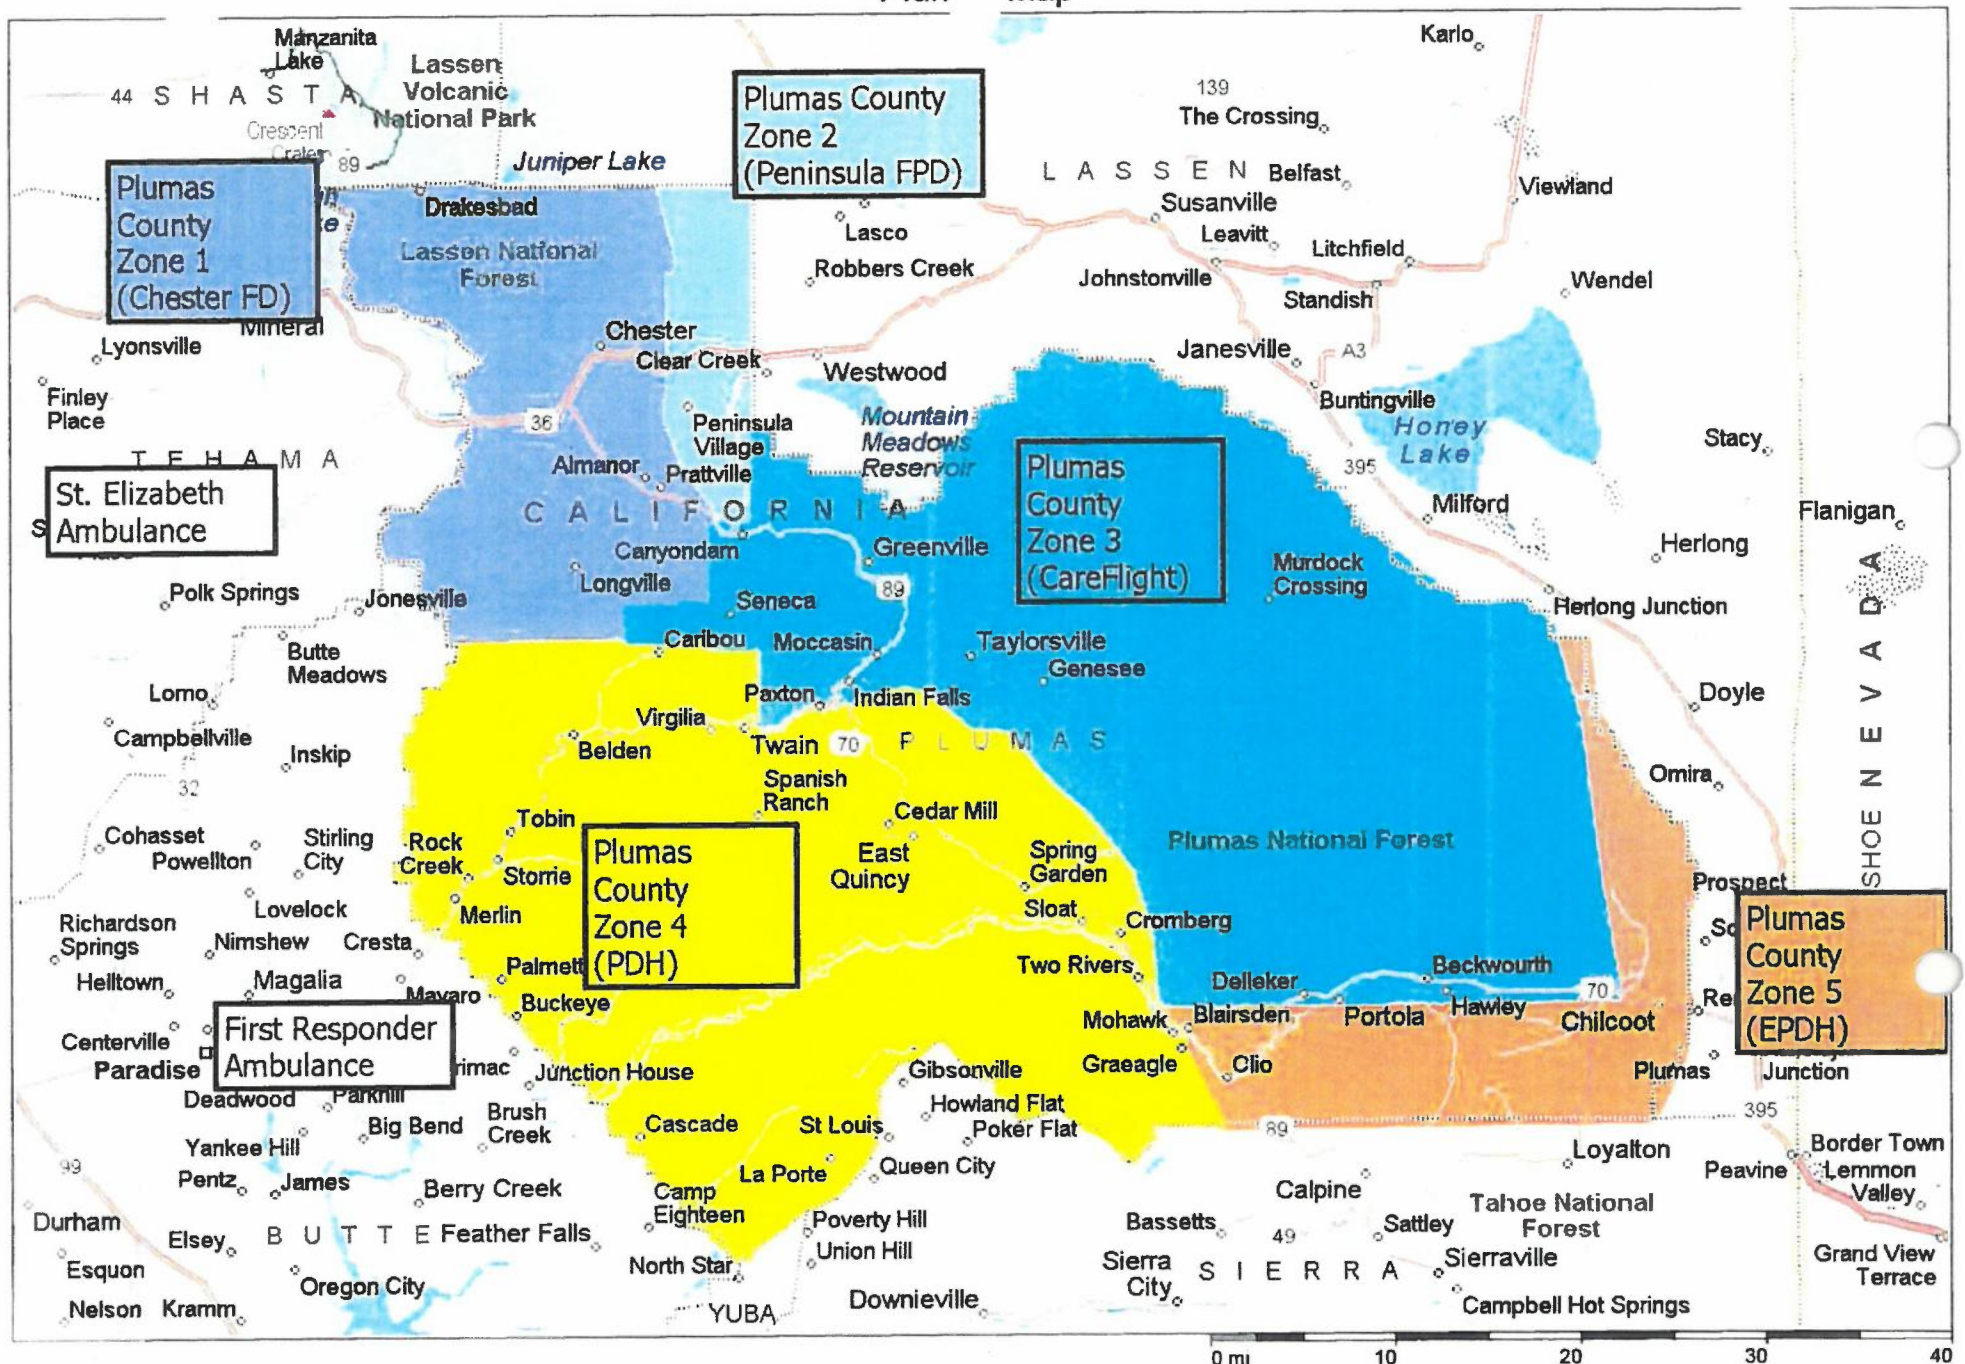 Manzanita
Lake
Lassen
Volcanic
National Park
44
SHASTA
Crescent
Crater
89
Juniper Lake
Plumas County
Zone 2
(Peninsula FPD)
Karlo
139
The Crossing
LASSEN
Belfast
Viewland
Plumas
County
Zone 1
(Chester FD)
Drakesbad
Lassen National
Forest
Lasco
Robbers Creek
Susanville
Leavitt
Litchfield
Johnstonville
Standish
Wendel
Mineral
Lyonsville
Chester
Clear Creek
Westwood
Janesville
A3
Buntingville
Honey
Lake
Finley
Place
36
Peninsula
Village
Mountain
Meadows
Reservoir
Almanor
Prattville
Stacy
395
TEHAMA
St. Elizabeth
Ambulance
CALIFORNIA
Plumas
County
Zone 3
(CareFlight)
Milford
Flanigan
Canyondam
Greenville
Herlong
Longville
89
Murdock
Crossing
Polk Springs
Jonesville
Seneca
Herlong Junction
NEVADA
Butte
Meadows
Caribou
Moccasin
Taylorsville
Genesee
Lomo
Paxton
Indian Falls
Doyle
Campbellville
Virgilia
Inskip
Belden
Twain
70
PLUMAS
32
Spanish
Ranch
Omira
Tobin
Cedar Mill
Cohasset
Powellton
Stirling
City
Rock
Creek
Storrie
Plumas
County
Zone 4
(PDH)
East
Quincy
Spring
Garden
Plumas National Forest
SHOE
Prospect
Lovelock
Merlin
Sloat
Cromberg
Plumas
County
Zone 5
(EPDH)
Richardson
Springs
Nimshew
Cresta
Helltown
Magalia
Two Rivers
Delleker
Beckwourth
70
Buckeye
Blairsden
Portola
Hawley
Chilcoot
Mohawk
First Responder
Ambulance
Centerville
Paradise
Junction House
Gibsonville
Graeagle
Clio
Plumas
Junction
Deadwood
Parkhill
Howland Flat
Big Bend
Brush
Creek
Cascade
St Louis
Poker Flat
89
395
Yankee Hill
Loyalton
Border Town
Peavine
Lemmon
Valley
99
Pentz
James
Berry Creek
La Porte
Queen City
Camp
Eighteen
Calpine
Tahoe National
Forest
Durham
Elsey
BUTTE
Feather Falls
Poverty Hill
Union Hill
Bassetts
49
Sattley
Esquon
North Star
Sierra
City
SIERRA
Sierraville
Grand View
Terrace
Oregon City
Nelson
Kramm
YUBA
Downieville
Campbell Hot Springs
0 mi
10
20
30
40